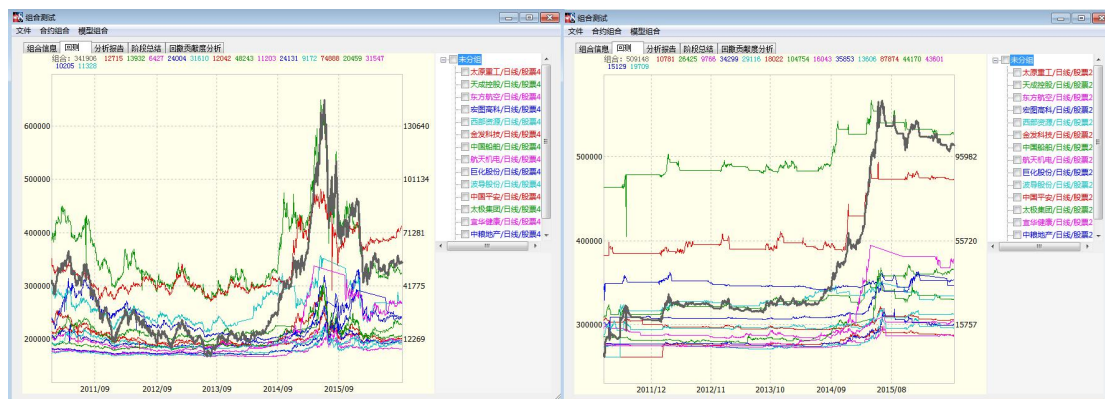 组合测试
文件 合约组合 模型组合
组合信息 回测 分析报告 阶段总结 回撤贡献度分析
组合: 341906 12715 13932 6427 24004 31610 12042 48243 11203 24131 9172 74868 20459 31547
10205 11328
600000
500000
400000
300000
200000
130640
101134
71281
41775
12269
2011/09 2012/09 2013/09 2014/09 2015/09
未分组
太原重工/日线/股票4
天成控股/日线/股票4
东方航空/日线/股票4
宏图高科/日线/股票4
西部资源/日线/股票4
金发科技/日线/股票4
中国船舶/日线/股票4
航天机电/日线/股票4
巨化股份/日线/股票4
波导股份/日线/股票4
中国平安/日线/股票4
太极集团/日线/股票4
宜华健康/日线/股票4
中粮地产/日线/股票4
组合测试
文件 合约组合 模型组合
组合信息 回测 分析报告 阶段总结 回撤贡献度分析
组合: 509148 10781 26425 9766 34299 29116 18022 104754 16043 35853 13606 87874 44170 43601
15129 19709
500000
400000
300000
95982
55720
15757
2011/12 2012/11 2013/10 2014/09 2015/08
未分组
太原重工/日线/股票2
天成控股/日线/股票2
东方航空/日线/股票2
宏图高科/日线/股票2
西部资源/日线/股票2
金发科技/日线/股票2
中国船舶/日线/股票2
航天机电/日线/股票2
巨化股份/日线/股票2
波导股份/日线/股票2
中国平安/日线/股票2
太极集团/日线/股票2
宜华健康/日线/股票2
中粮地产/日线/股票2